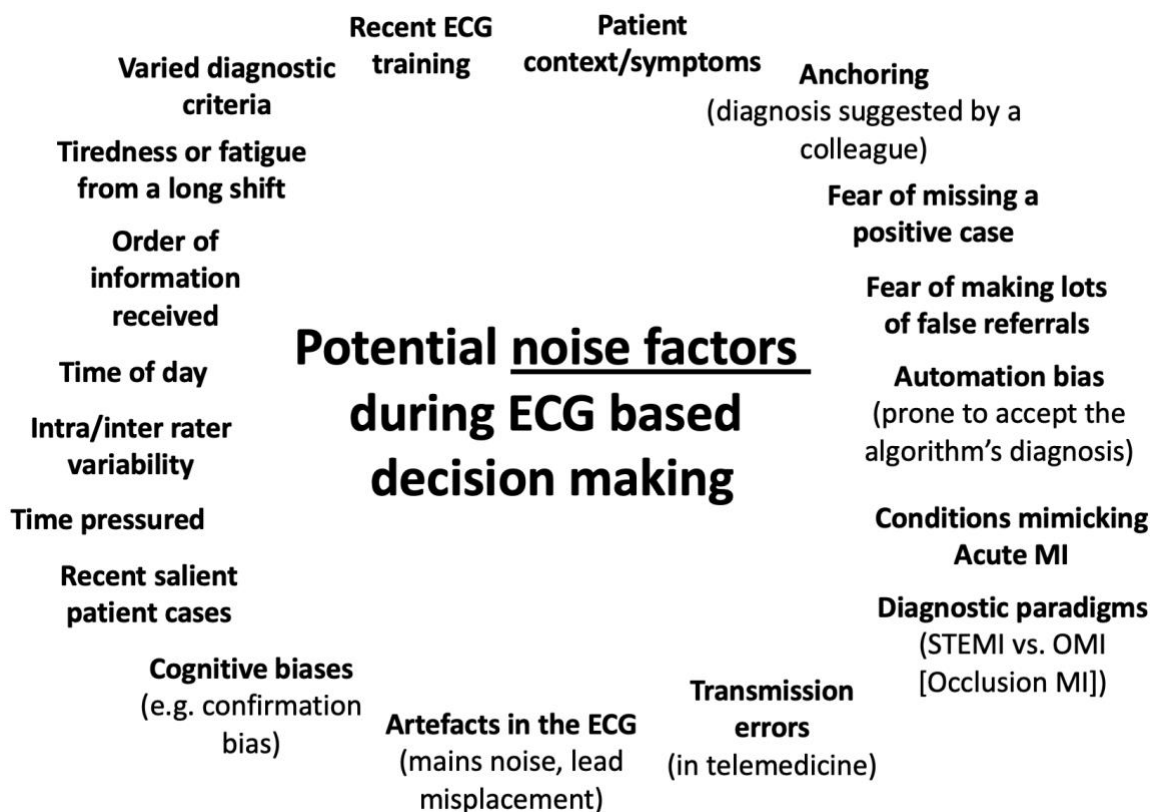 Recent ECG
training
Patient
context/symptoms
Varied diagnostic
criteria
Anchoring
(diagnosis suggested by a
colleague)
Tiredness or fatigue
from a long shift
Fear of missing a
positive case
Order of
information
received
Fear of making lots
of false referrals
Potential noise factors
during ECG based
decision making
Time of day
Automation bias
(prone to accept the
algorithm’s diagnosis)
Intra/inter rater
variability
Time pressured
Conditions mimicking
Acute MI
Recent salient
patient cases
Diagnostic paradigms
(STEMI vs. OMI
[Occlusion MI])
Cognitive biases
(e.g. confirmation
bias)
Artefacts in the ECG
(mains noise, lead
misplacement)
Transmission
errors
(in telemedicine)